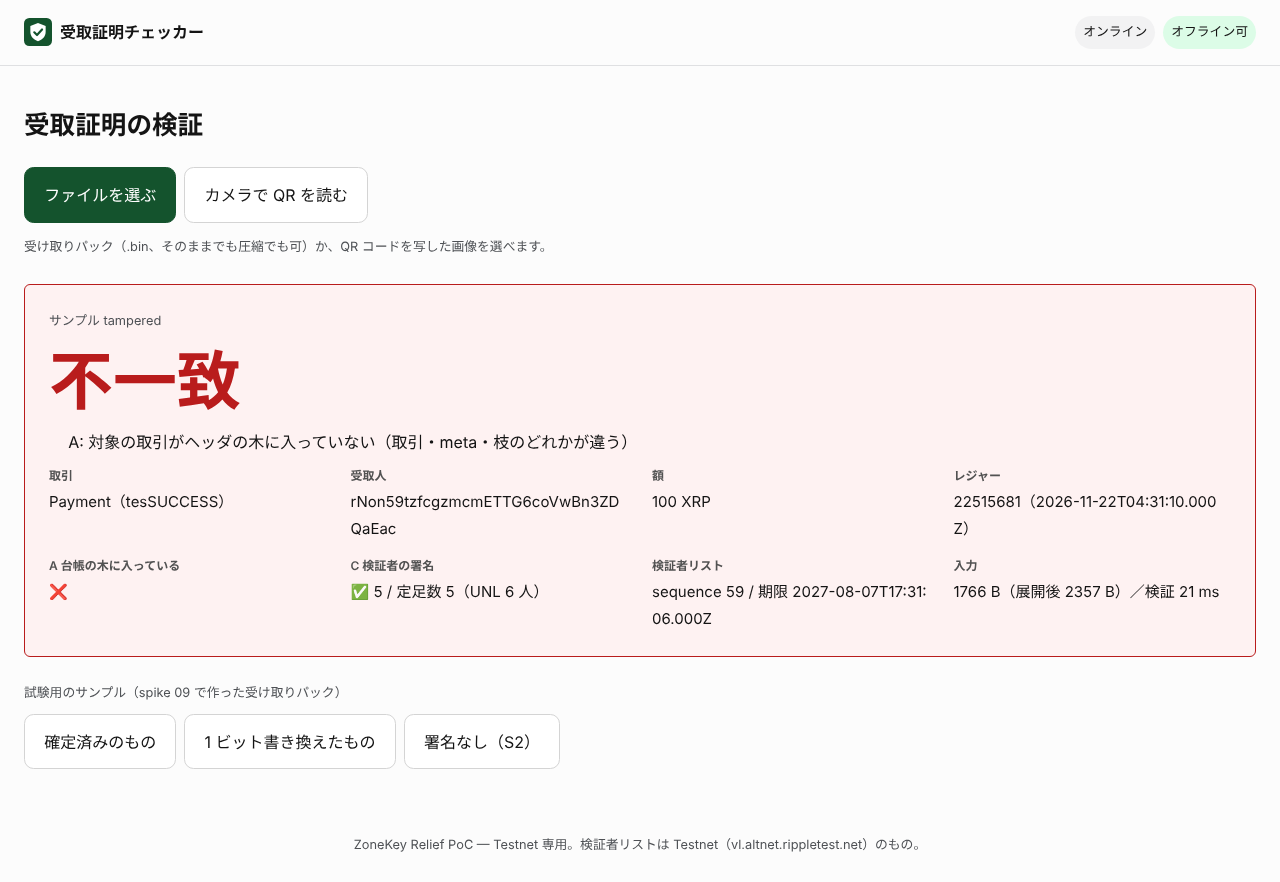 受取証明チェッカー
オンライン
オフライン可
受取証明の検証
ファイルを選ぶ
カメラで QR を読む
受け取りパック（.bin、そのままでも圧縮でも可）か、QR コードを写した画像を選べます。
サンプル tampered
不一致
A: 対象の取引がヘッダの木に入っていない（取引・meta・枝のどれかが違う）
取引
Payment（tesSUCCESS）
受取人
rNon59tzfcgzmcmETTG6coVwBn3ZD
QaEac
額
100 XRP
レジャー
22515681（2026-11-22T04:31:10.000
Z）
A 台帳の木に入っている
❌
C 検証者の署名
✅ 5 / 定足数 5（UNL 6 人）
検証者リスト
sequence 59 / 期限 2027-08-07T17:31:
06.000Z
入力
1766 B（展開後 2357 B）／検証 21 ms
試験用のサンプル（spike 09 で作った受け取りパック）
確定済みのもの
1 ビット書き換えたもの
署名なし（S2）
ZoneKey Relief PoC — Testnet 専用。検証者リストは Testnet（vl.altnet.rippletest.net）のもの。